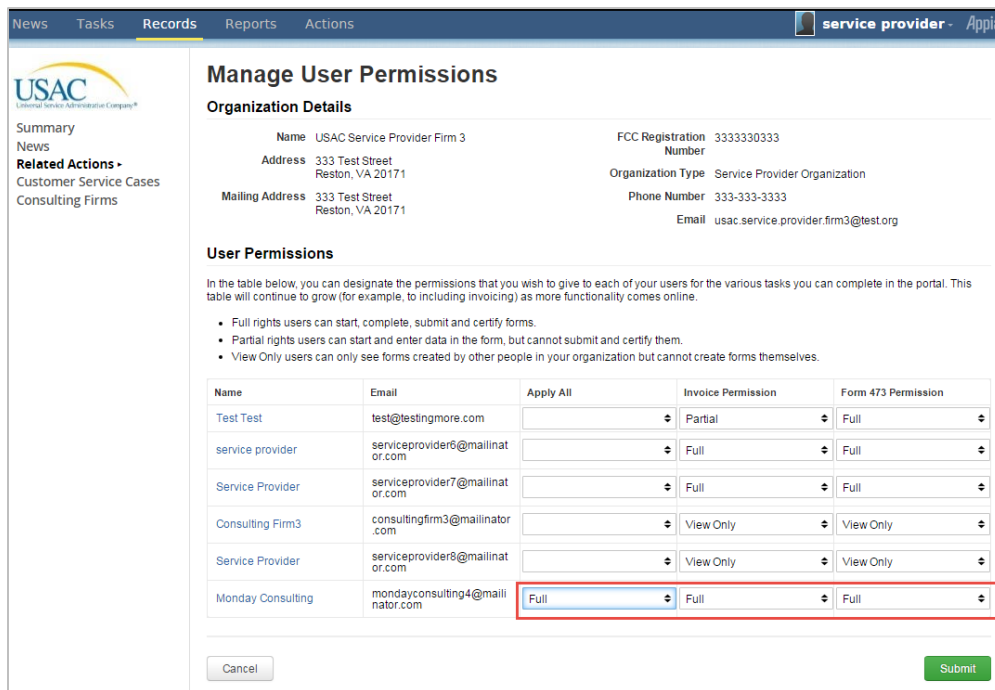 News Tasks Records Reports Actions service provider
USAC
Universal Service Administrative Company®
Summary
News
Related Actions
Customer Service Cases
Consulting Firms
Manage User Permissions
Organization Details
Name USAC Service Provider Firm 3
Address 333 Test Street
Reston, VA 20171
Mailing Address 333 Test Street
Reston, VA 20171
FCC Registration 3333330333
Number
Organization Type Service Provider Organization
Phone Number 333-333-3333
Email usac.service.provider.firm3@test.org
User Permissions
In the table below, you can designate the permissions that you wish to give to each of your users for the various tasks you can complete in the portal. This
table will continue to grow (for example, to including invoicing) as more functionality comes online.
• Full rights users can start, complete, submit and certify forms.
• Partial rights users can start and enter data in the form, but cannot submit and certify them.
• View Only users can only see forms created by other people in your organization but cannot create forms themselves.
Name Email Apply All Invoice Permission Form 473 Permission
Test Test test@testingmore.com Partial Full
service provider serviceprovider6@mailinat Full Full
or.com
Service Provider serviceprovider7@mailinat Full Full
or.com
Consulting Firm3 consultingfirm3@mailinator View Only View Only
.com
Service Provider serviceprovider8@mailinat View Only View Only
or.com
Monday Consulting mondayconsulting4@maili Full Full Full
nator.com
Cancel Submit